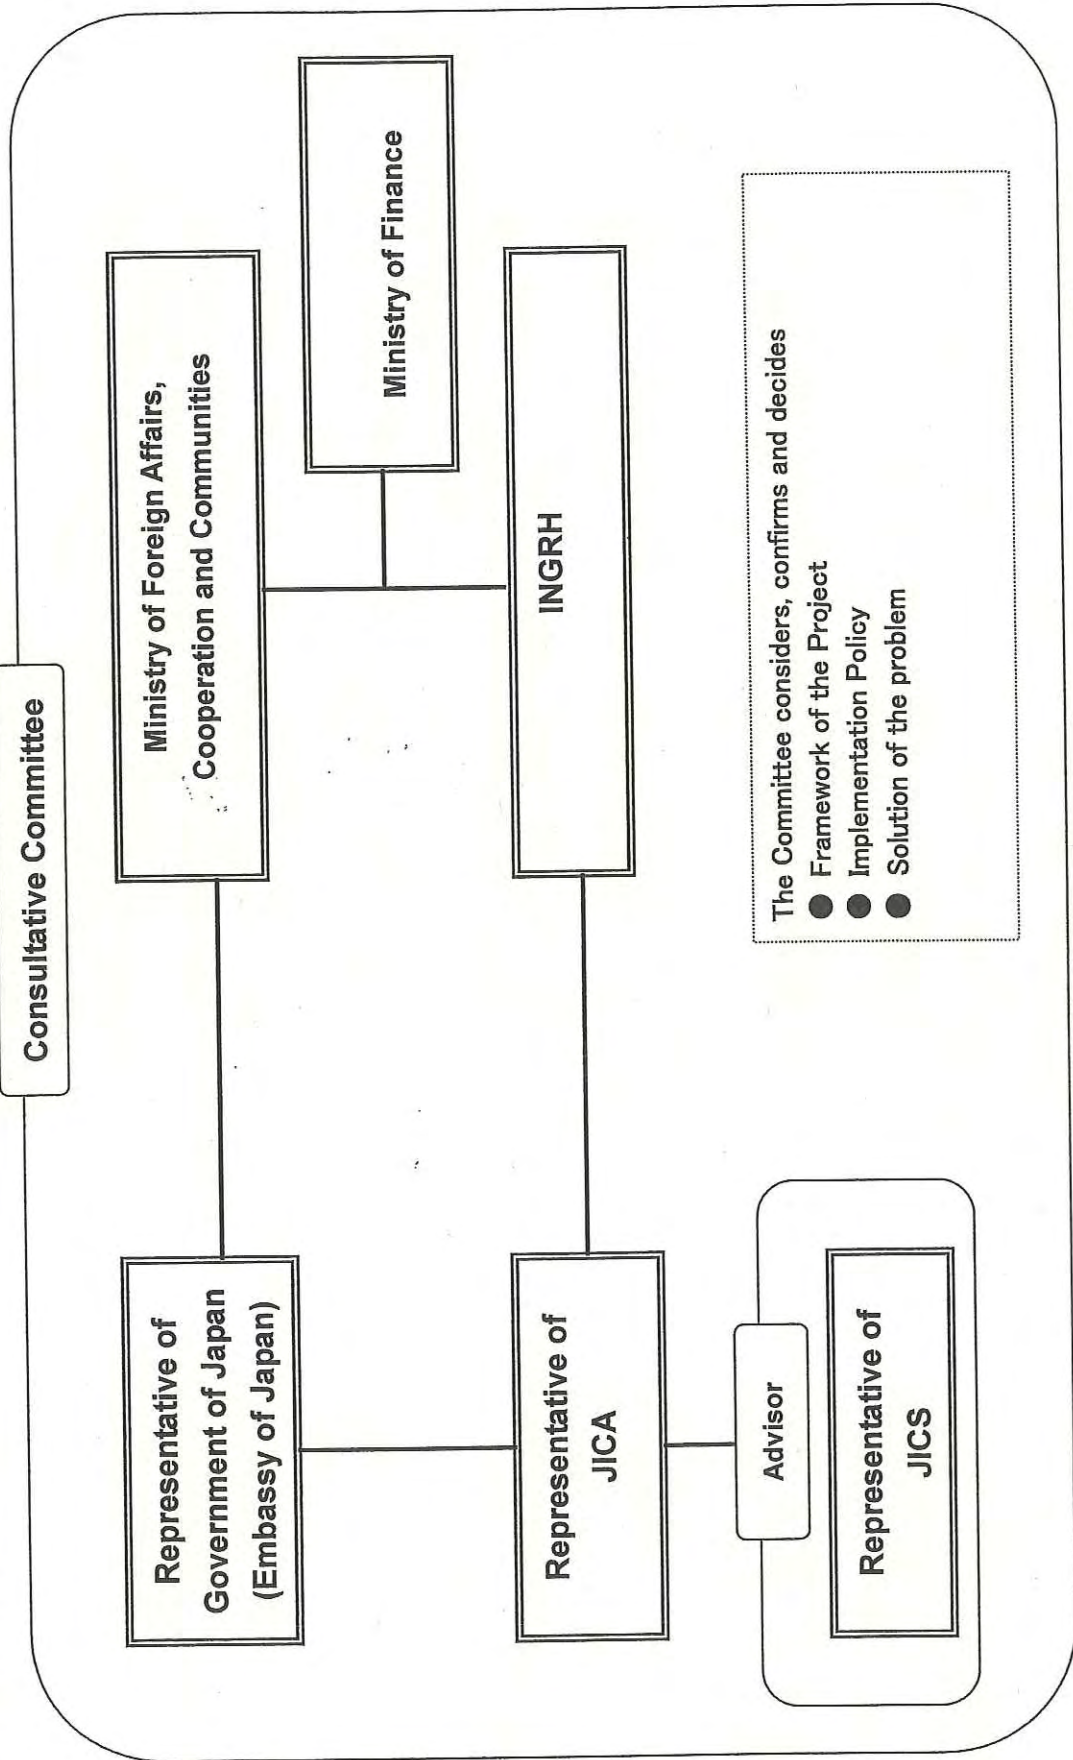 Consultative Committee
Representative of
Government of Japan
(Embassy of Japan)
Ministry of Foreign Affairs,
Cooperation and Communities
Ministry of Finance
Representative of
JICA
INGRH
Advisor
Representative of
JICS
The Committee considers, confirms and decides
● Framework of the Project
● Implementation Policy
● Solution of the problem